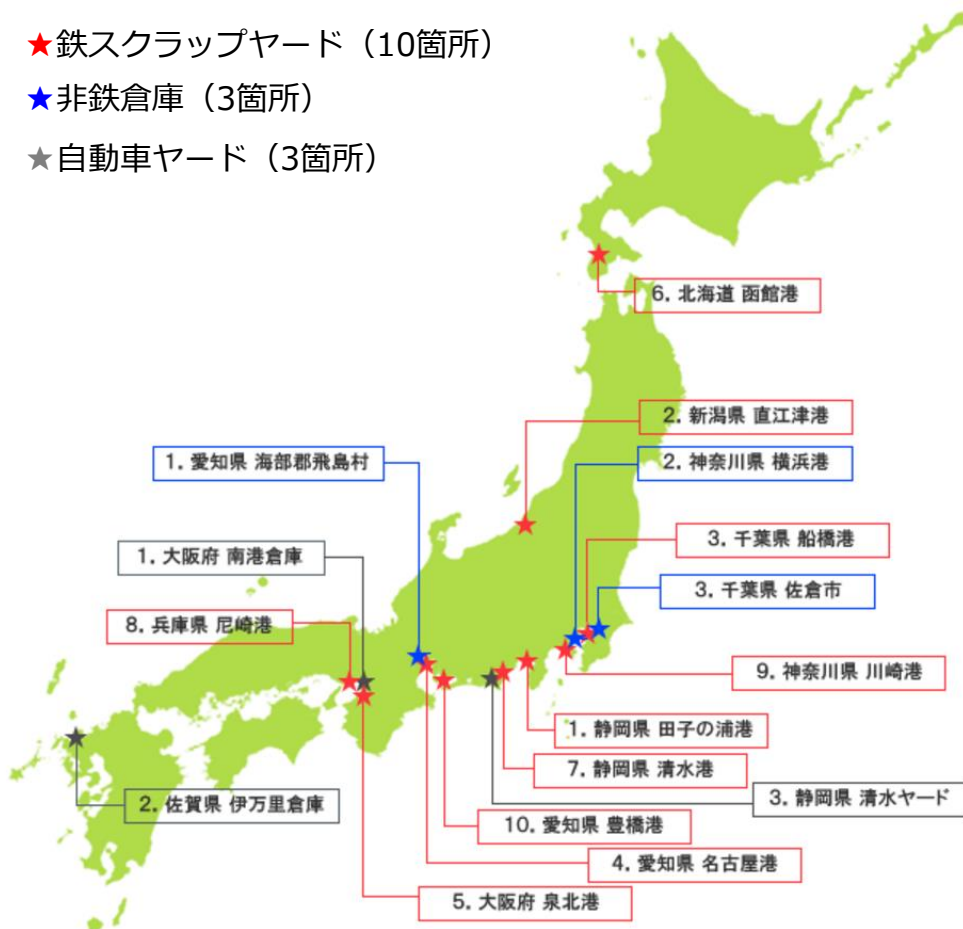 ★鉄スクラップヤード（10箇所）
★非鉄倉庫（3箇所）
★自動車ヤード（3箇所）
6. 北海道 函館港
2. 新潟県 直江津港
1. 愛知県 海部郡飛島村
2. 神奈川県 横浜港
3. 千葉県 船橋港
1. 大阪府 南港倉庫
3. 千葉県 佐倉市
8. 兵庫県 尼崎港
9. 神奈川県 川崎港
1. 静岡県 田子の浦港
7. 静岡県 清水港
2. 佐賀県 伊万里倉庫
3. 静岡県 清水ヤード
10. 愛知県 豊橋港
4. 愛知県 名古屋港
5. 大阪府 泉北港